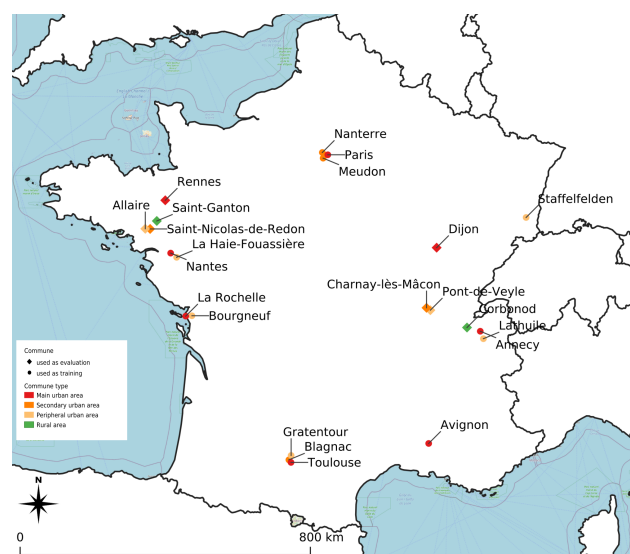 Nanterre
Paris
Meudon
Rennes
Allaire
Saint-Ganton
Staffelfelden
Saint-Nicolas-de-Redon
Dijon
La Haie-Fouassière
Nantes
Charnay-lès-Mâcon
Pont-de-Veyle
La Rochelle
Corbonod
Bourgneuf
Lathuile
Annecy
Commune
used as evaluation
used as training
Commune type
Main urban area
Secondary urban area
Peripheral urban area
Rural area
Avignon
Gratentour
Blagnac
Toulouse
N
0 800 km